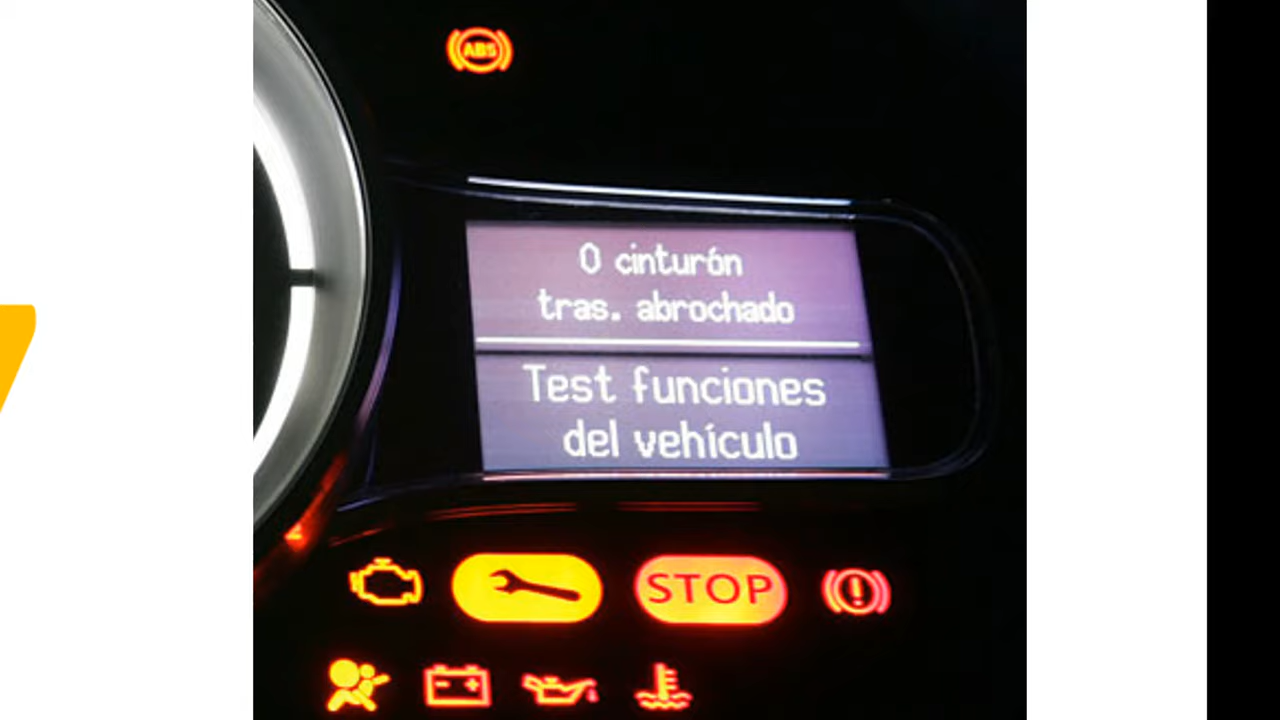 ABS
0 cinturón
tras. abrochado
Test funciones
del vehículo
STOP